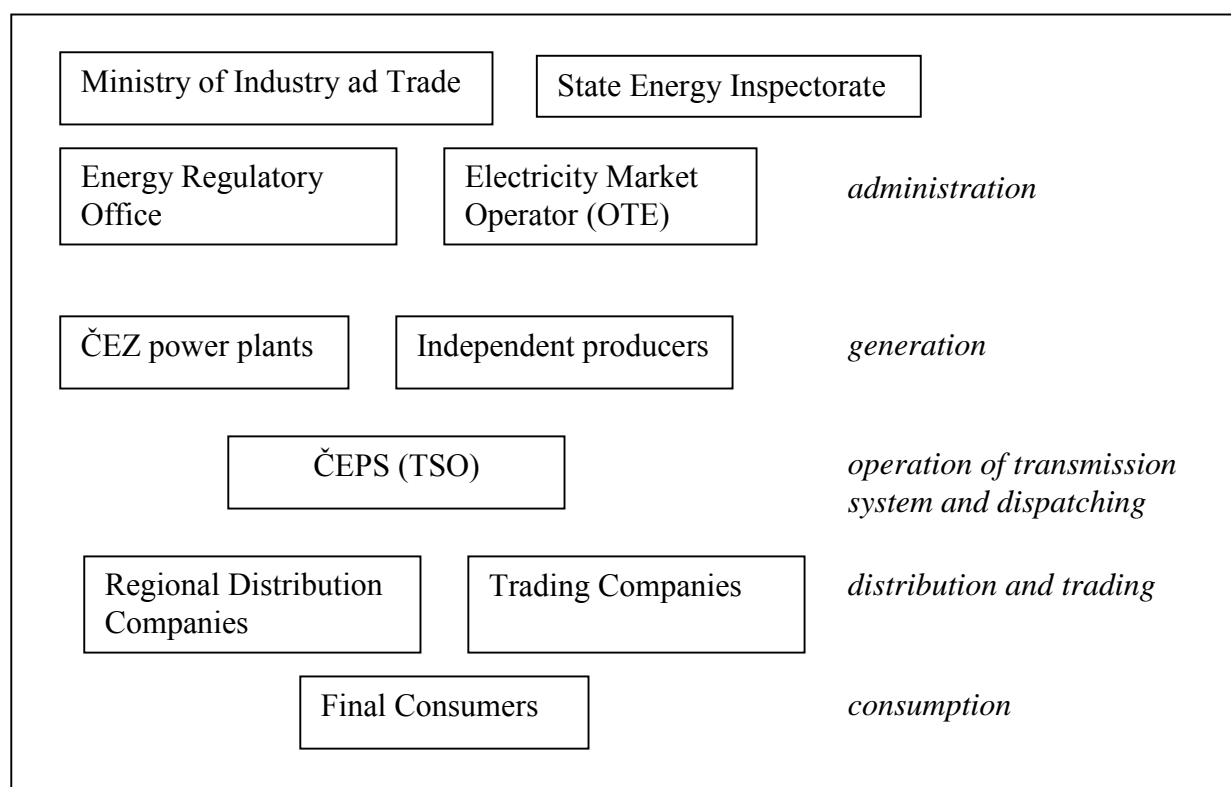 Ministry of Industry ad Trade
State Energy Inspectorate
Energy Regulatory
Office
Electricity Market
Operator (OTE)
administration
ČEZ power plants
Independent producers
generation
ČEPS (TSO)
operation of transmission
system and dispatching
Regional Distribution
Companies
Trading Companies
distribution and trading
Final Consumers
consumption